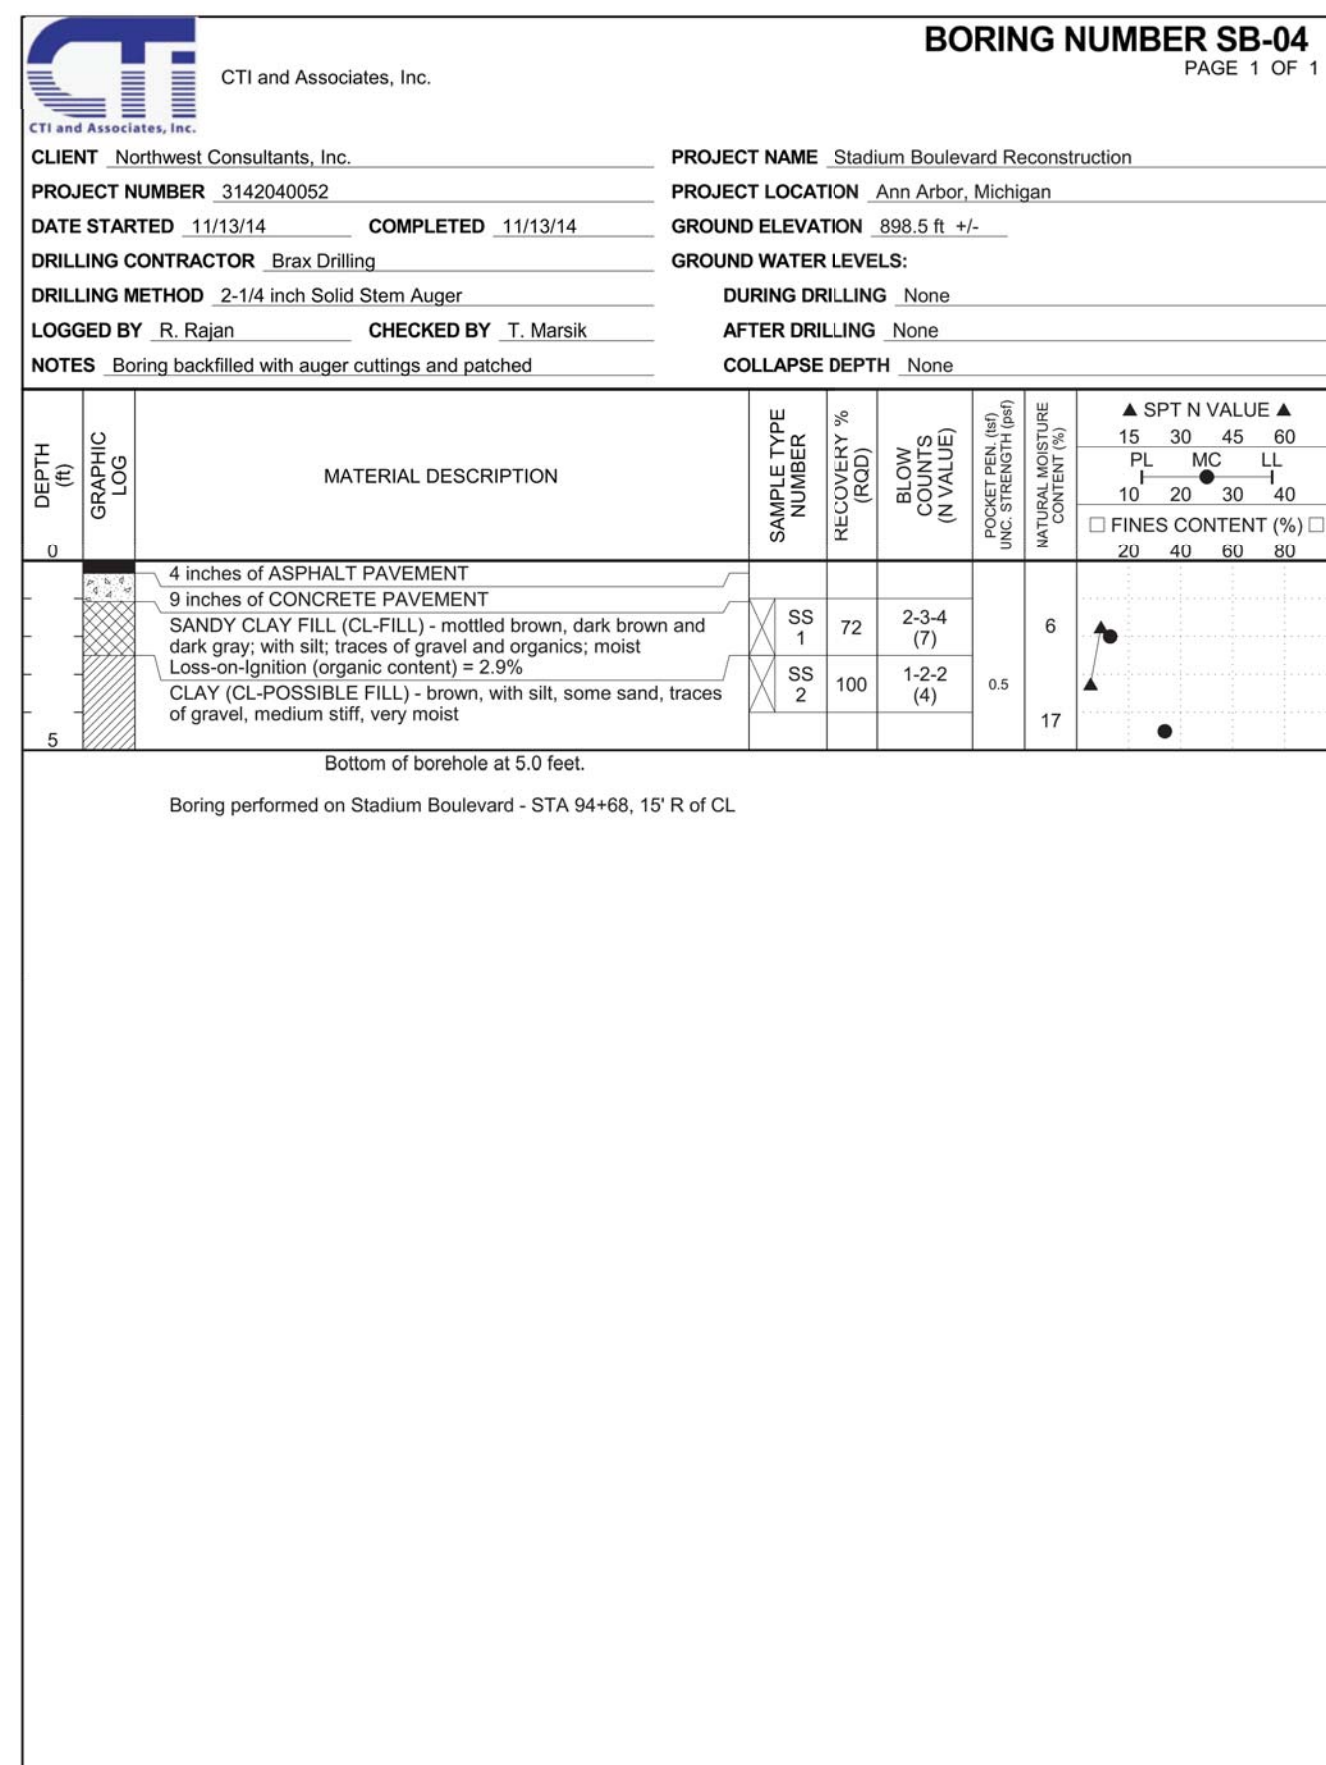 BORING NUMBER SB-04
PAGE 1 OF 1
CTI
CTI and Associates, Inc.
CTI and Associates, Inc.
CLIENT Northwest Consultants, Inc. PROJECT NAME Stadium Boulevard Reconstruction
PROJECT NUMBER 3142040052 PROJECT LOCATION Ann Arbor, Michigan
DATE STARTED 11/13/14 COMPLETED 11/13/14 GROUND ELEVATION 898.5 ft +/-
DRILLING CONTRACTOR Brax Drilling GROUND WATER LEVELS:
DRILLING METHOD 2-1/4 inch Solid Stem Auger DURING DRILLING None
LOGGED BY R. Rajan CHECKED BY T. Marsik AFTER DRILLING None
NOTES Boring backfilled with auger cuttings and patched COLLAPSE DEPTH None
DEPTH
(ft)
GRAPHIC
LOG
MATERIAL DESCRIPTION
SAMPLE TYPE
NUMBER
RECOVERY %
(RQD)
BLOW
COUNTS
(N VALUE)
POCKET PEN. (tsf)
UNC. STRENGTH (psf)
NATURAL MOISTURE
CONTENT (%)
▲ SPT N VALUE ▲
15 30 45 60
PL MC LL
10 20 30 40
□ FINES CONTENT (%) □
20 40 60 80
0
4 inches of ASPHALT PAVEMENT
9 inches of CONCRETE PAVEMENT
SANDY CLAY FILL (CL-FILL) - mottled brown, dark brown and
dark gray; with silt; traces of gravel and organics; moist
Loss-on-Ignition (organic content) = 2.9%
SS
1
72
2-3-4
(7)
6
CLAY (CL-POSSIBLE FILL) - brown, with silt, some sand, traces
of gravel, medium stiff, very moist
SS
2
100
1-2-2
(4)
0.5
17
5
Bottom of borehole at 5.0 feet.
Boring performed on Stadium Boulevard - STA 94+68, 15' R of CL